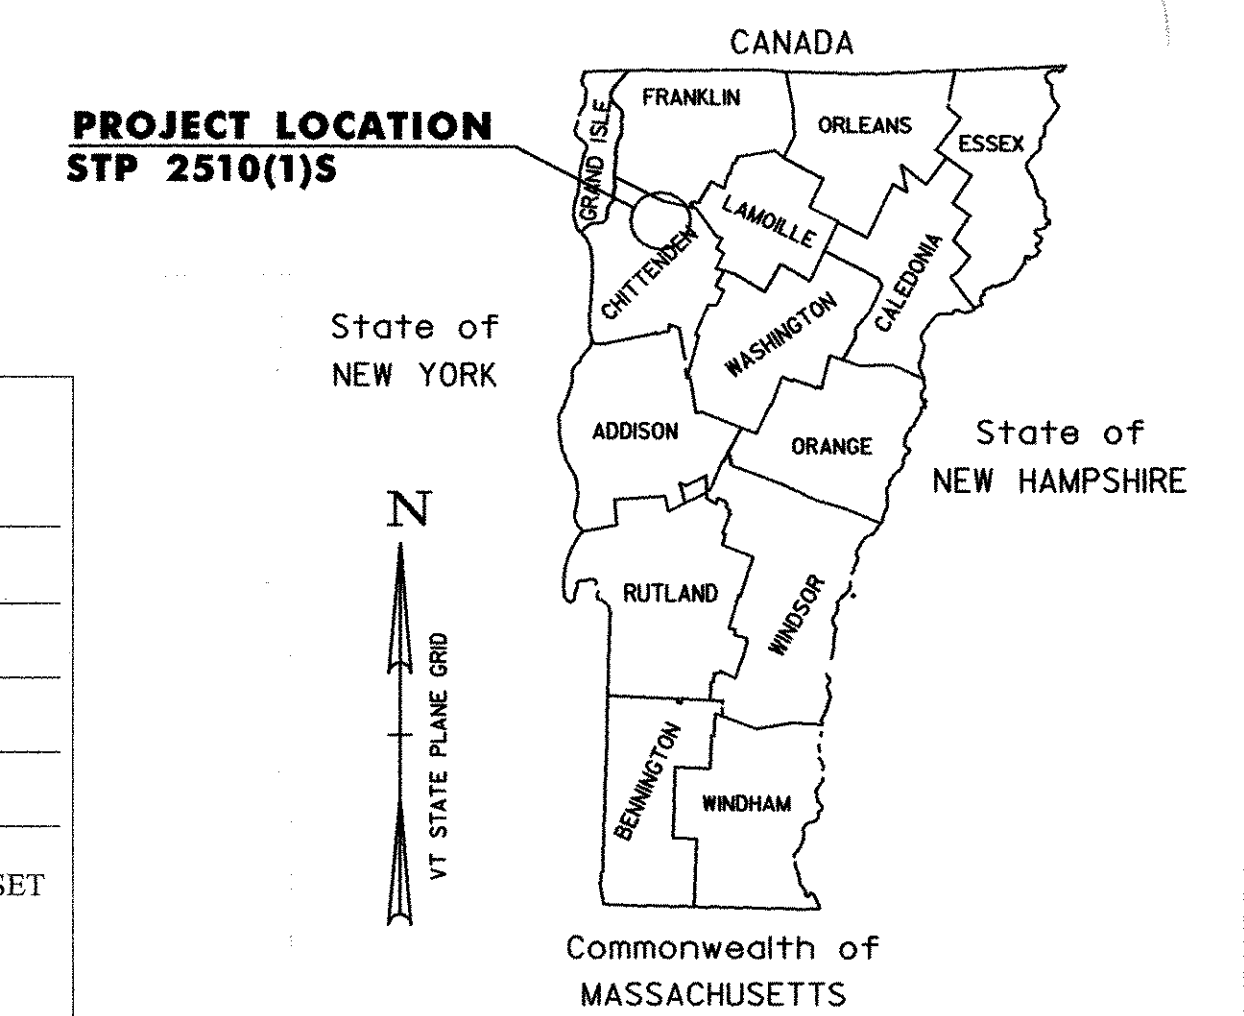 CANADA
PROJECT LOCATION
STP 2510(1)S
FRANKLIN
GRAND ISLE
ORLEANS
ESSEX
LAMOILLE
CHITTENDEN
CALEDONIA
State of
NEW YORK
WASHINGTON
ADDISON
ORANGE
State of
NEW HAMPSHIRE
N
VT STATE PLANE GRID
RUTLAND
WINDSOR
BENNINGTON
WINDHAM
SET
Commonwealth of
MASSACHUSETTS